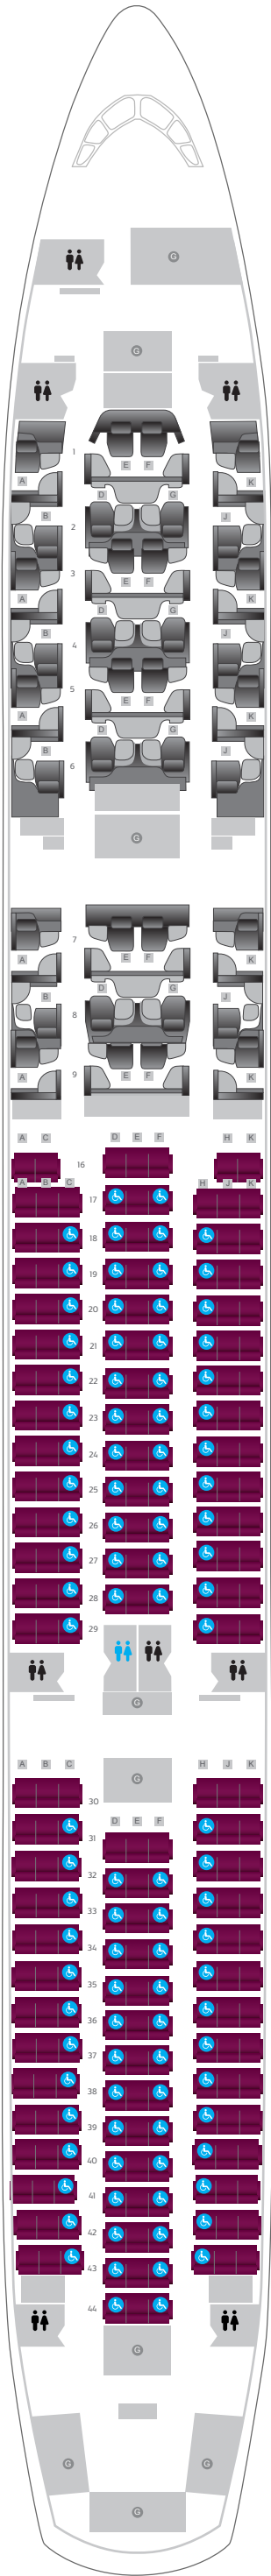 G
G
1
E F
A K
D G
B J
2
3
E F
A K
D G
B J
4
5
E F
A K
D G
B J
6
G
7
E F
A K
D G
B J
8
9
E F
A K
D E F
A C H K
16
A B C H J K
17
18
19
20
21
22
23
24
25
26
27
28
29
G
G
A B C H J K
30
D E F
31
32
33
34
35
36
37
38
39
40
41
42
43
44
G
G G
G